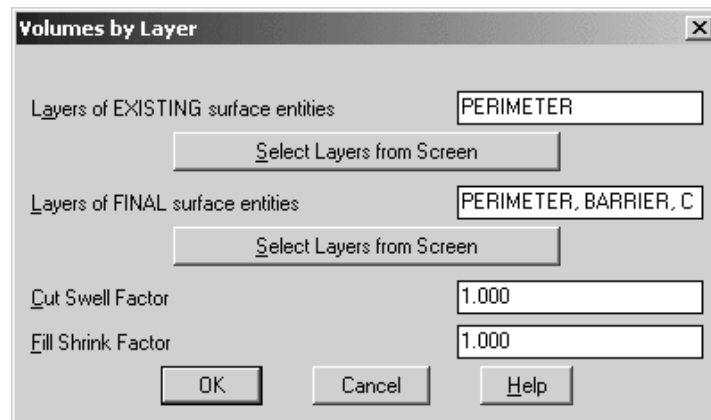 Volumes by Layer
Layers of EXISTING surface entities PERIMETER
Select Layers from Screen
Layers of FINAL surface entities PERIMETER, BARRIER, C
Select Layers from Screen
Cut Swell Factor 1.000
Fill Shrink Factor 1.000
OK Cancel Help